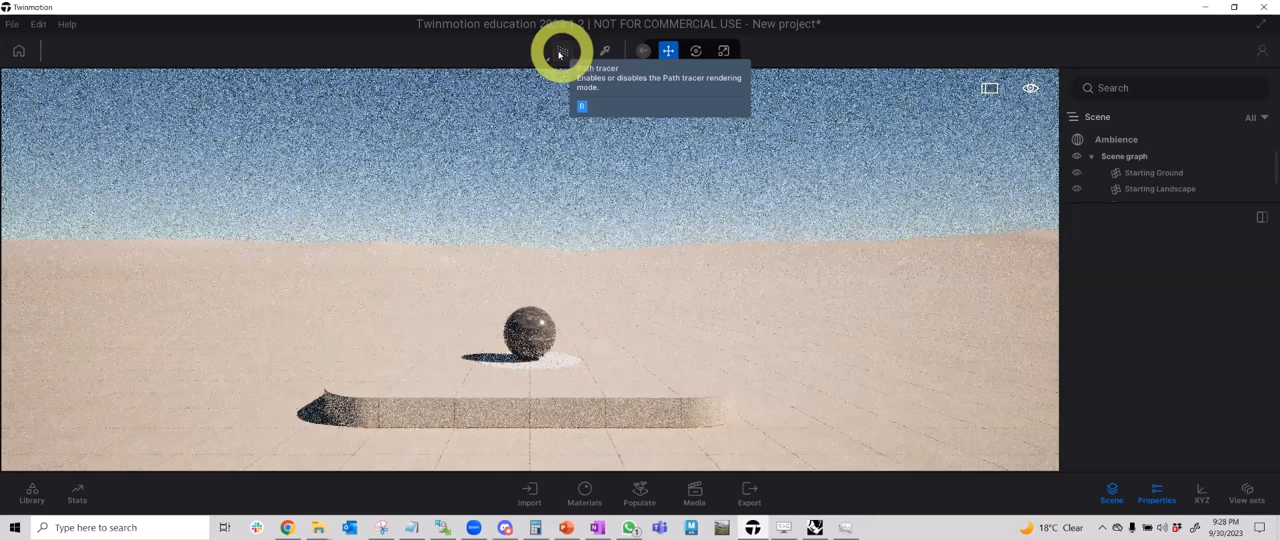 Twinmotion
File Edit Help
Twinmotion education 2023.1.2 | NOT FOR COMMERCIAL USE - New project*
Path tracer
Enables or disables the Path tracer rendering
mode.
R
Search
Scene
All
Ambience
Scene graph
Starting Ground
Starting Landscape
Library
Stats
Import
Materials
Populate
Media
Export
Scene
Properties
XYZ
View sets
Type here to search
1
18°C Clear
9:28 PM
9/30/2023